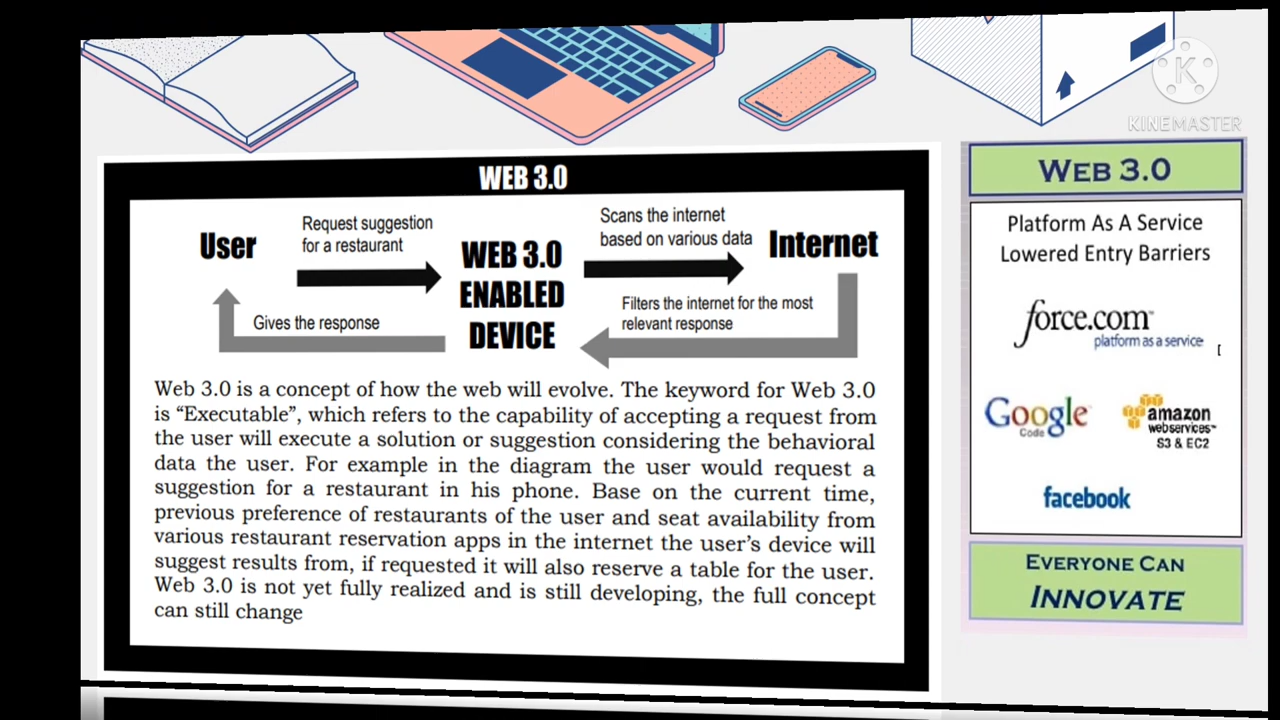 KINEMASTER
WEB 3.0
User
Request suggestion
for a restaurant
WEB 3.0
ENABLED
DEVICE
Scans the internet
based on various data
Internet
Gives the response
Filters the internet for the most
relevant response
Web 3.0 is a concept of how the web will evolve. The keyword for Web 3.0
is “Executable”, which refers to the capability of accepting a request from
the user will execute a solution or suggestion considering the behavioral
data the user. For example in the diagram the user would request a
suggestion for a restaurant in his phone. Base on the current time,
previous preference of restaurants of the user and seat availability from
various restaurant reservation apps in the internet the user’s device will
suggest results from, if requested it will also reserve a table for the user.
Web 3.0 is not yet fully realized and is still developing, the full concept
can still change
WEB 3.0
Platform As A Service
Lowered Entry Barriers
force.com™
platform as a service
Google™
Code
amazon
webservices™
S3 & EC2
facebook
EVERYONE CAN
INNOVATE